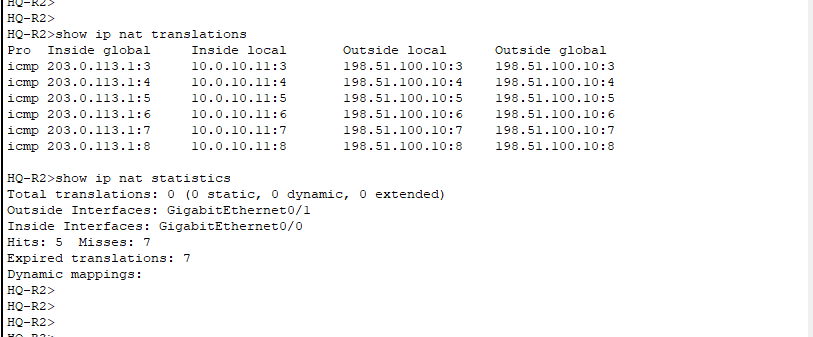 HQ-R2>
HQ-R2>
HQ-R2>show ip nat translations
Pro  Inside global     Inside local       Outside local      Outside global
icmp 203.0.113.1:3     10.0.10.11:3       198.51.100.10:3    198.51.100.10:3
icmp 203.0.113.1:4     10.0.10.11:4       198.51.100.10:4    198.51.100.10:4
icmp 203.0.113.1:5     10.0.10.11:5       198.51.100.10:5    198.51.100.10:5
icmp 203.0.113.1:6     10.0.10.11:6       198.51.100.10:6    198.51.100.10:6
icmp 203.0.113.1:7     10.0.10.11:7       198.51.100.10:7    198.51.100.10:7
icmp 203.0.113.1:8     10.0.10.11:8       198.51.100.10:8    198.51.100.10:8
HQ-R2>show ip nat statistics
Total translations: 0 (0 static, 0 dynamic, 0 extended)
Outside Interfaces: GigabitEthernet0/1
Inside Interfaces: GigabitEthernet0/0
Hits: 5  Misses: 7
Expired translations: 7
Dynamic mappings:
HQ-R2>
HQ-R2>
HQ-R2>
HQ-R2>